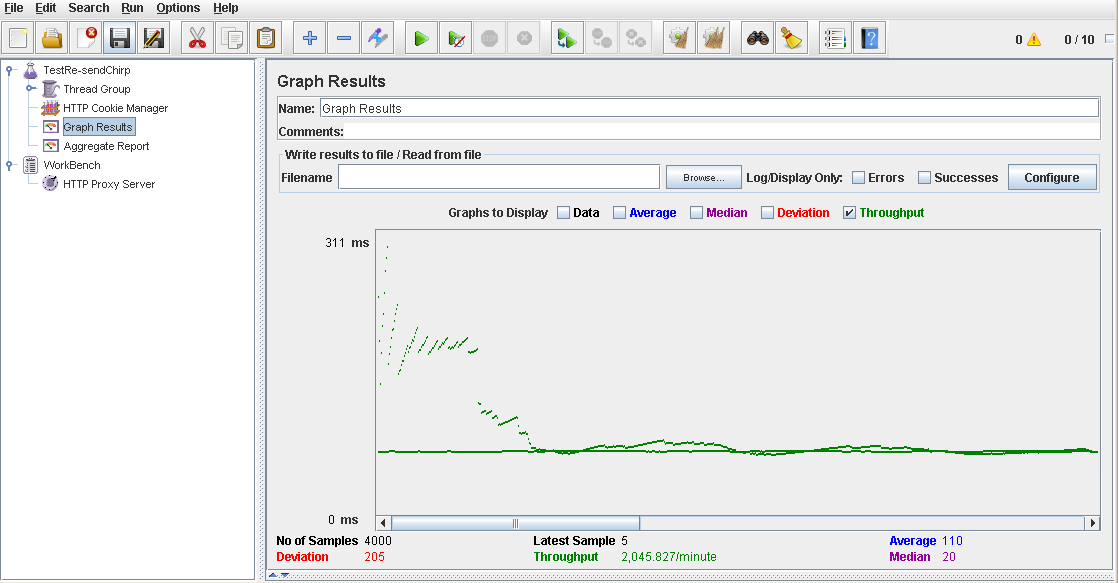 File Edit Search Run Options Help
0 0 / 10
TestRe-sendChirp
Thread Group
HTTP Cookie Manager
Graph Results
Aggregate Report
WorkBench
HTTP Proxy Server
Graph Results
Name: Graph Results
Comments:
Write results to file / Read from file
Filename Browse... Log/Display Only: Errors Successes Configure
Graphs to Display Data Average Median Deviation Throughput
311 ms
0 ms
No of Samples 4000 Latest Sample 5 Average 110
Deviation 205 Throughput 2,045.827/minute Median 20